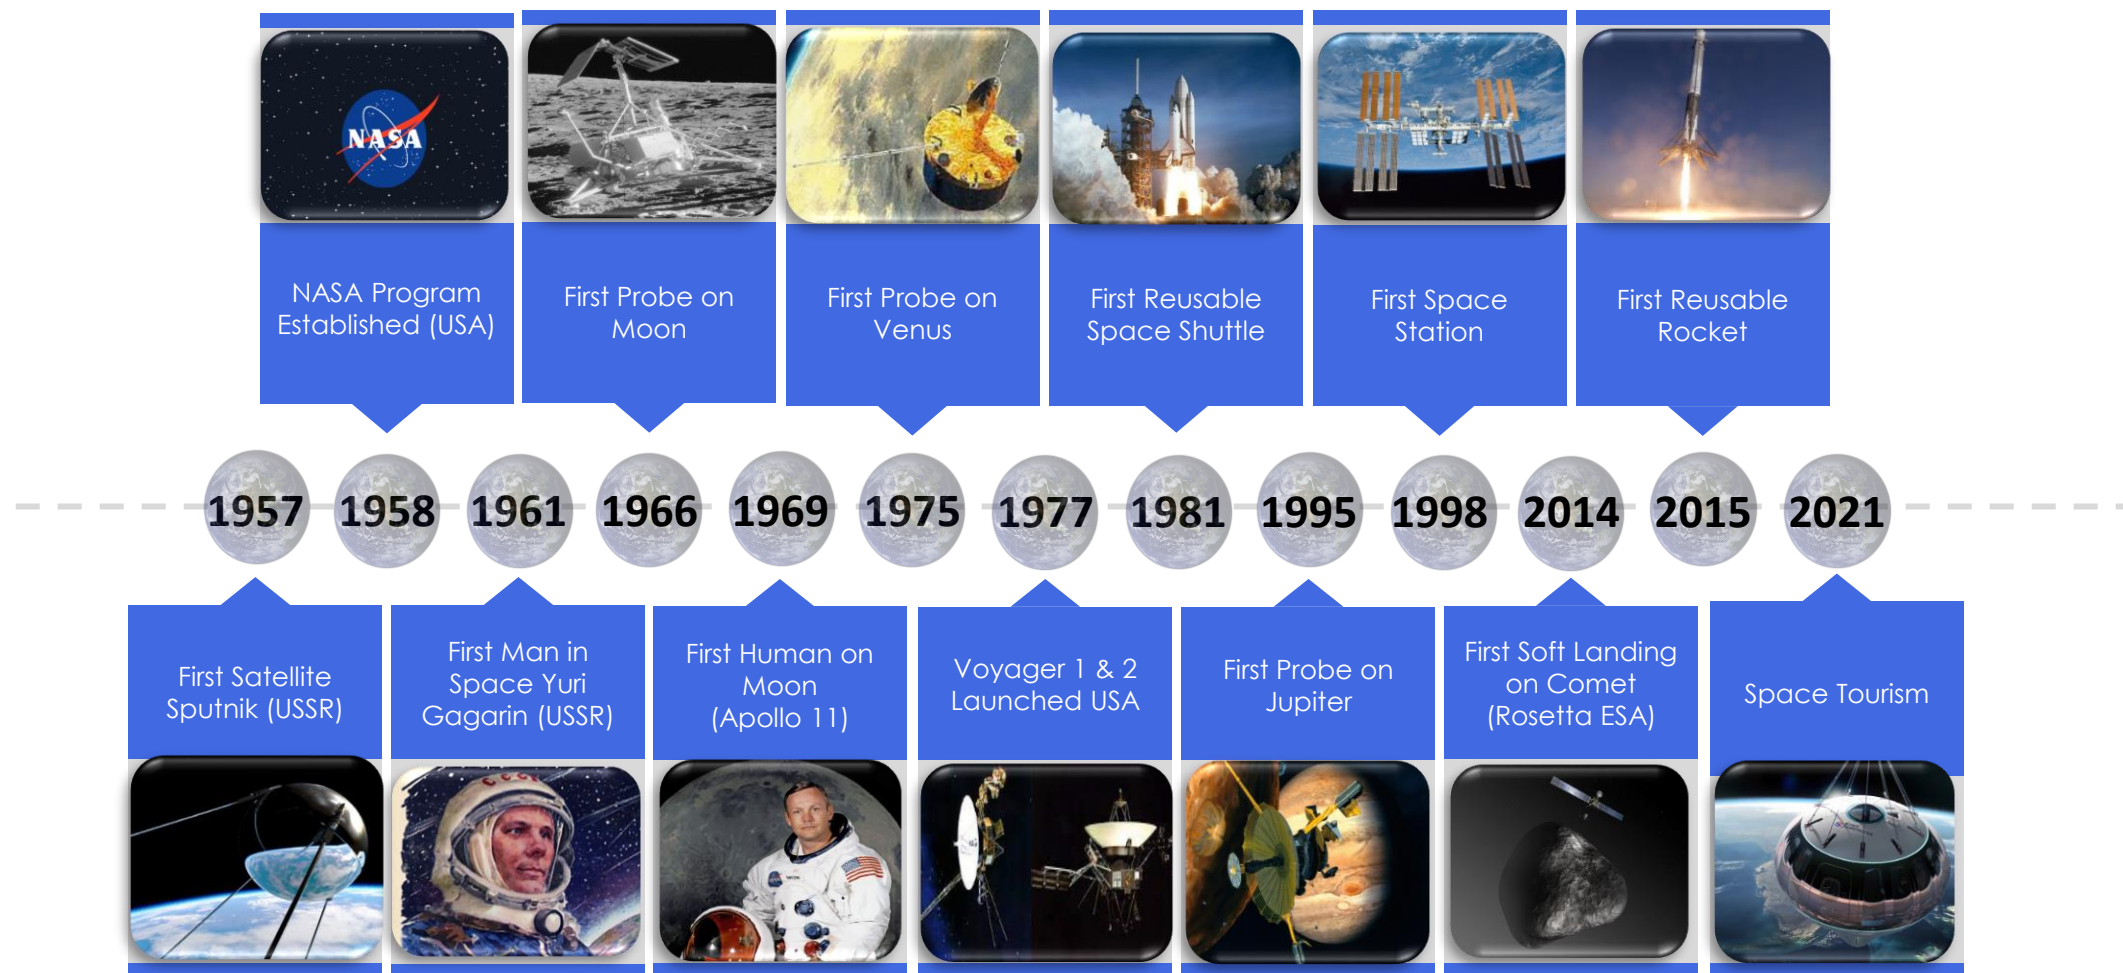 NASA
NASA Program
Established (USA)
First Probe on
Moon
First Probe on
Venus
First Reusable
Space Shuttle
First Space
Station
First Reusable
Rocket
1957
1958
1961
1966
1969
1975
1977
1981
1995
1998
2014
2015
2021
First Satellite
Sputnik (USSR)
First Man in
Space Yuri
Gagarin (USSR)
First Human on
Moon
(Apollo 11)
Voyager 1 & 2
Launched USA
First Probe on
Jupiter
First Soft Landing
on Comet
(Rosetta ESA)
Space Tourism
CCCP